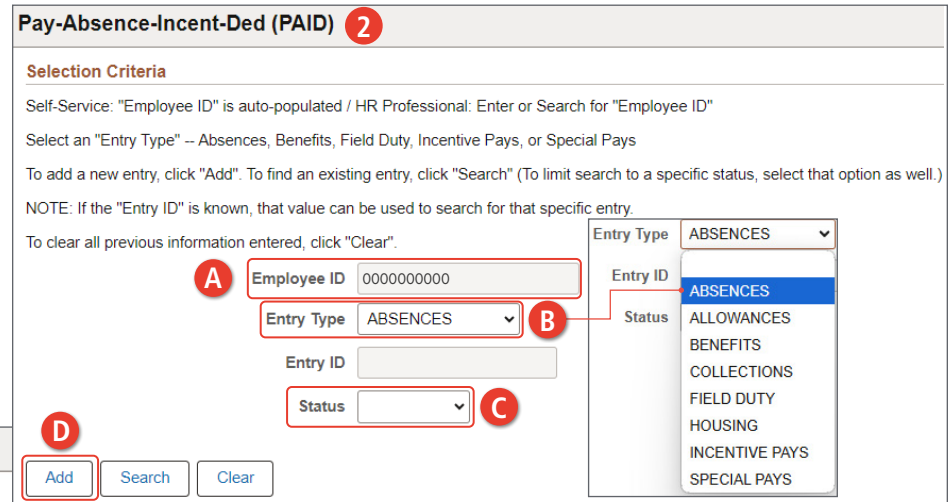 Pay-Absence-Incent-Ded (PAID) 2
Selection Criteria
Self-Service: "Employee ID" is auto-populated / HR Professional: Enter or Search for "Employee ID"
Select an "Entry Type" -- Absences, Benefits, Field Duty, Incentive Pays, or Special Pays
To add a new entry, click "Add". To find an existing entry, click "Search" (To limit search to a specific status, select that option as well.)
NOTE: If the "Entry ID" is known, that value can be used to search for that specific entry.
To clear all previous information entered, click "Clear".
A Employee ID 0000000000
Entry Type ABSENCES B
Entry ID
Status C
D
Add Search Clear
Entry Type ABSENCES
Entry ID
Status
ABSENCES
ALLOWANCES
BENEFITS
COLLECTIONS
FIELD DUTY
HOUSING
INCENTIVE PAYS
SPECIAL PAYS